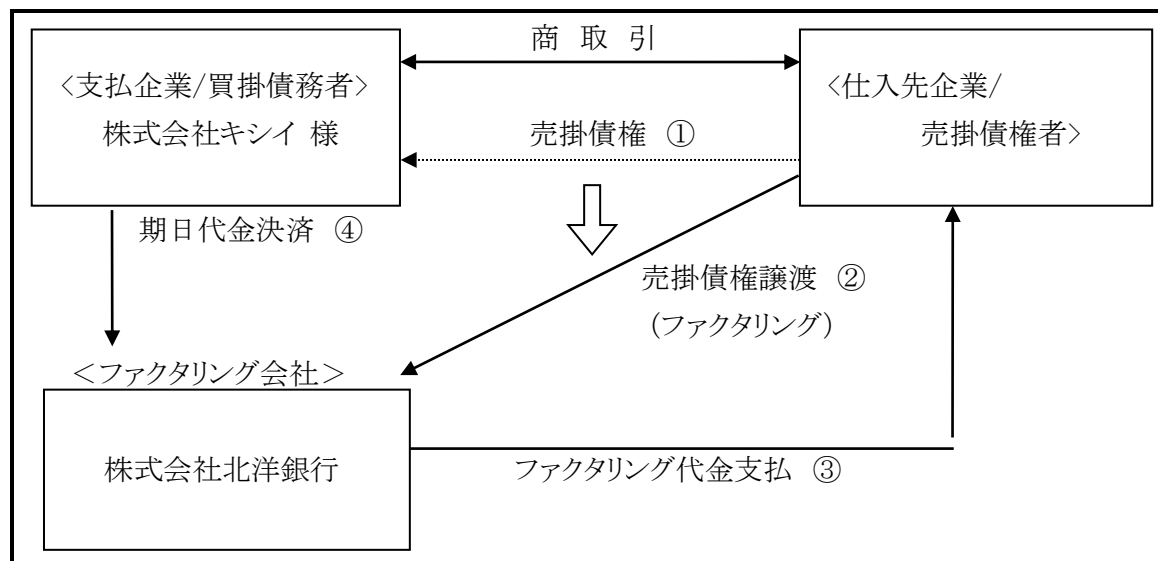 商 取 引
<支払企業/買掛債務者>
株式会社キシイ 様
<仕入先企業/
売掛債権者>
売掛債権 ①
期日代金決済 ④
売掛債権譲渡 ②
(ファクタリング)
<ファクタリング会社>
株式会社北洋銀行
ファクタリング代金支払 ③